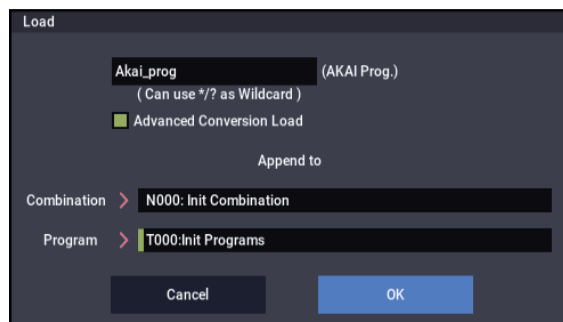 Load
Akai_prog (AKAI Prog.)
( Can use */? as Wildcard )
Advanced Conversion Load
Append to
Combination N000: Init Combination
Program T000:Init Programs
Cancel OK